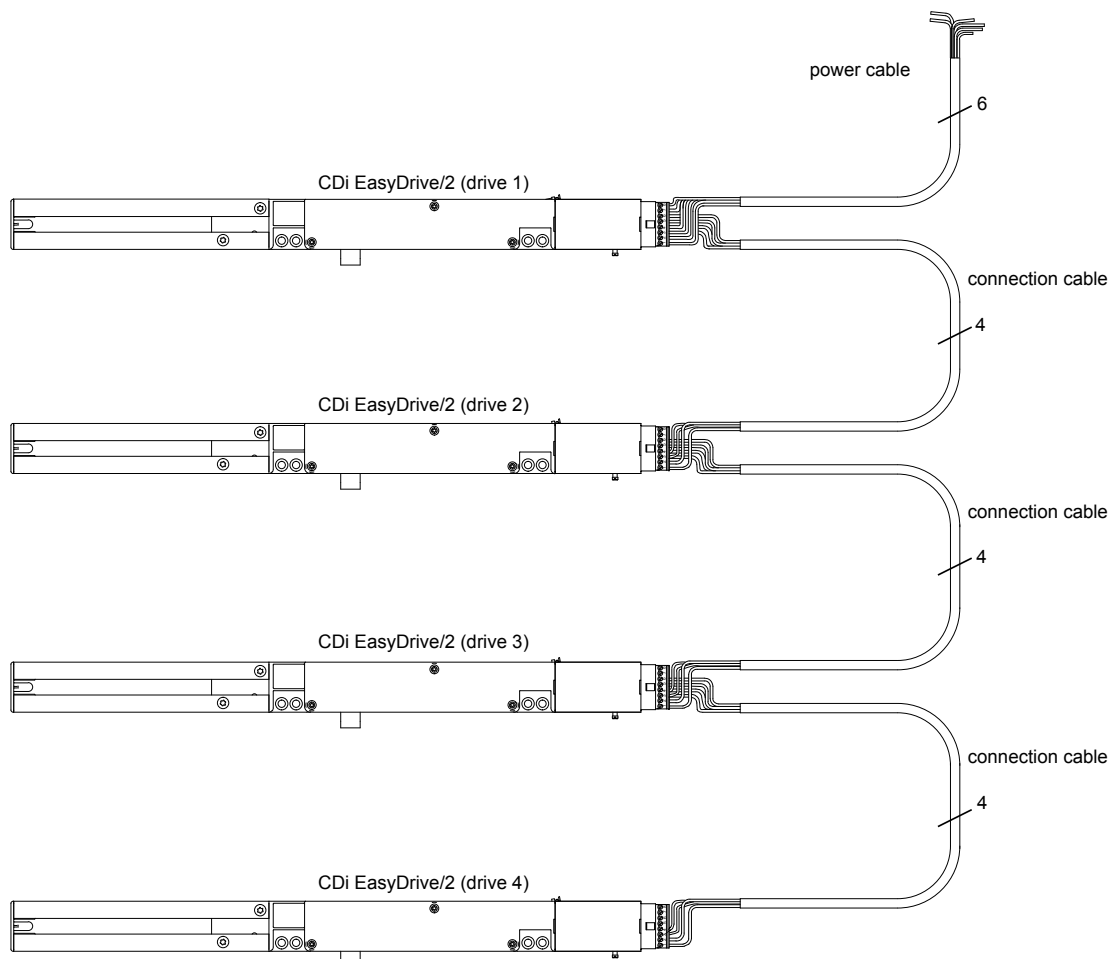 power cable
6
CDi EasyDrive/2 (drive 1)
connection cable
4
CDi EasyDrive/2 (drive 2)
connection cable
4
CDi EasyDrive/2 (drive 3)
connection cable
4
CDi EasyDrive/2 (drive 4)